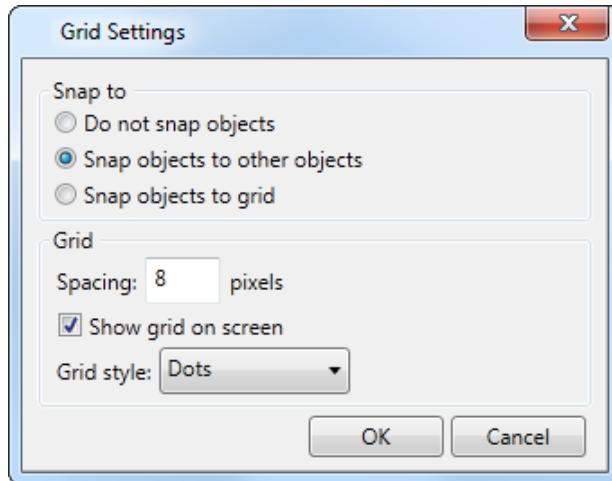 Grid Settings
Snap to
Do not snap objects
Snap objects to other objects
Snap objects to grid
Grid
Spacing: 8 pixels
Show grid on screen
Grid style: Dots
OK Cancel